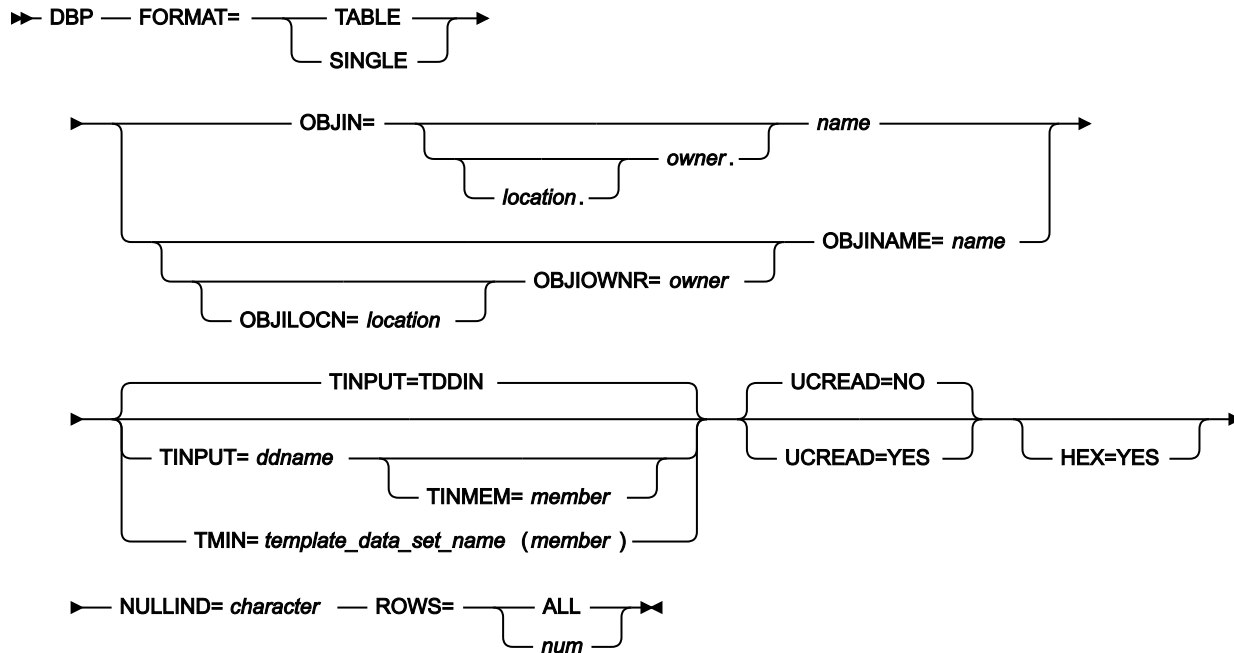 DBP FORMAT= TABLE
SINGLE
OBJIN= name
owner.
location.
OBJINAME= name
OBJIOWNR= owner
OBJILOCN= location
TINPUT=TDDIN UCREAD=NO
TINPUT= ddname UCREAD=YES HEX=YES
TINMEM= member
TMIN= template_data_set_name (member )
NULLIND= character ROWS= ALL
num